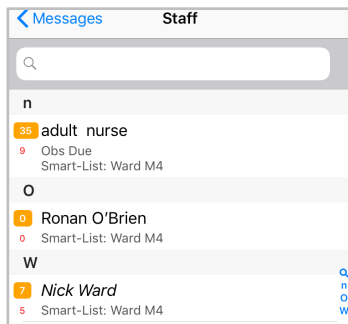 Messages Staff
n
35 adult nurse
9 Obs Due
Smart-List: Ward M4
O
0 Ronan O'Brien
0 Smart-List: Ward M4
W
7 Nick Ward
5 Smart-List: Ward M4
n
O
W